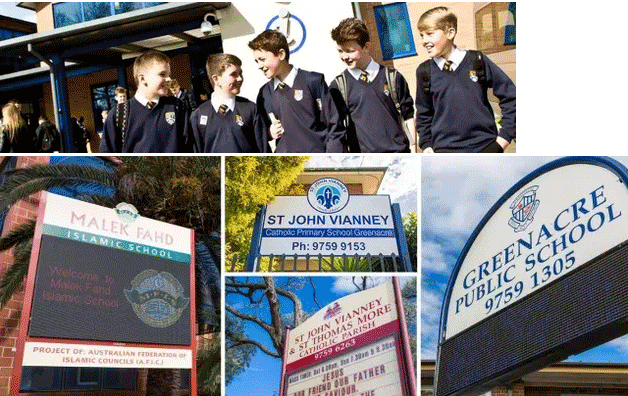 MALEK FAHD
ISLAMIC SCHOOL
Welcome to
Malek Fahd
Islamic School
PROJECT OF: AUSTRALIAN FEDERATION OF
ISLAMIC COUNCILS (A.F.I.C.)
ST JOHN VIANNEY
Catholic Primary School Greenacre
Ph: 9759 9153
ST JOHN VIANNEY
& ST THOMAS MORE
CATHOLIC PARISH
9759 6263
JESUS
OUR FRIEND OUR FATHER
SAVIOUR
GREENACRE
PUBLIC SCHOOL
9759 1305